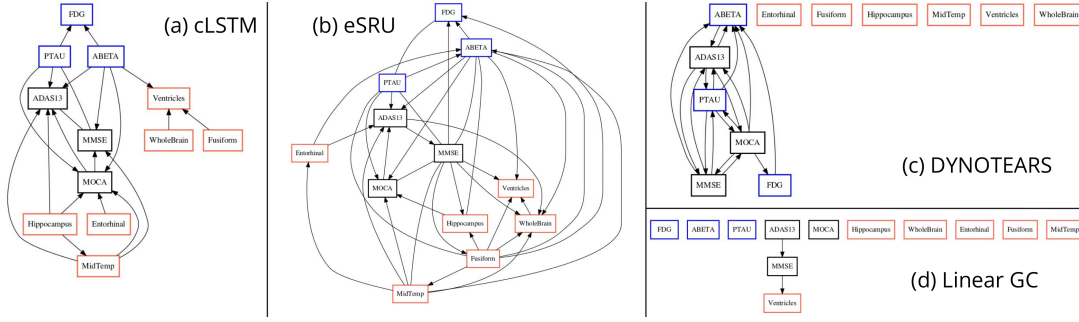 (a) cLSTM
FDG
PTAU
ABETA
ADAS13
Ventricles
MMSE
WholeBrain
Fusiform
MOCA
Hippocampus
Entorhinal
MidTemp
(b) eSRU
FDG
ABETA
PTAU
ADAS13
Entorhinal
MMSE
MOCA
Ventricles
Hippocampus
WholeBrain
Fusiform
MidTemp
ABETA
Entorhinal
Fusiform
Hippocampus
MidTemp
Ventricles
WholeBrain
ADAS13
PTAU
MOCA
MMSE
FDG
(c) DYNOTEARS
FDG
ABETA
PTAU
ADAS13
MOCA
Hippocampus
WholeBrain
Entorhinal
Fusiform
MidTemp
MMSE
Ventricles
(d) Linear GC